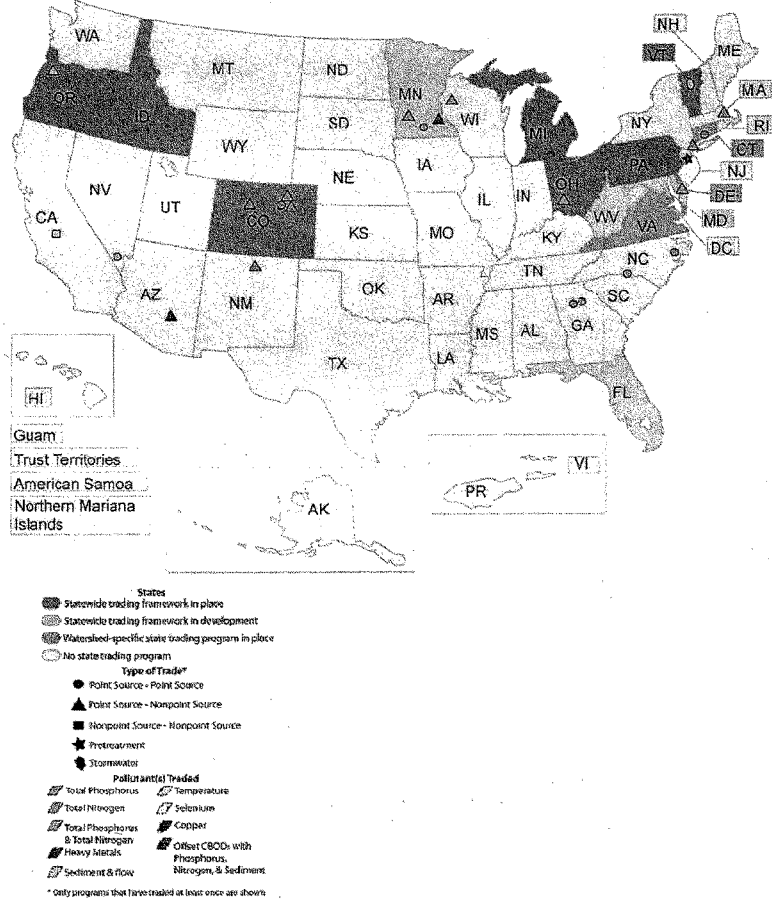 WA
MT
ND
MN
OR
ID
SD
WI
WY
MI
NY
VT
NH
ME
MA
RI
CT
NJ
DE
MD
DC
PA
OH
IA
NE
IL
IN
WV
VA
NV
UT
CO
CA
KS
MO
KY
NC
TN
SC
AZ
NM
OK
AR
MS
AL
GA
TX
LA
FL
HI
Guam
Trust Territories
American Samoa
Northern Mariana
Islands
AK
PR
VI
States
Statewide trading framework in place
Statewide trading framework in development
Watershed-specific state trading program in place
No state trading program
Type of Trade*
Point Source - Point Source
Point Source - Nonpoint Source
Nonpoint Source - Nonpoint Source
Pretreatment
Stormwater
Pollutant(s) Traded
Total Phosphorus
Total Nitrogen
Total Phosphorus
& Total Nitrogen
Heavy Metals
Sediment & flow
Temperature
Selenium
Copper
Offset CBOD5 with
Phosphorus,
Nitrogen, & Sediment
* Only programs that have traded at least once are shown